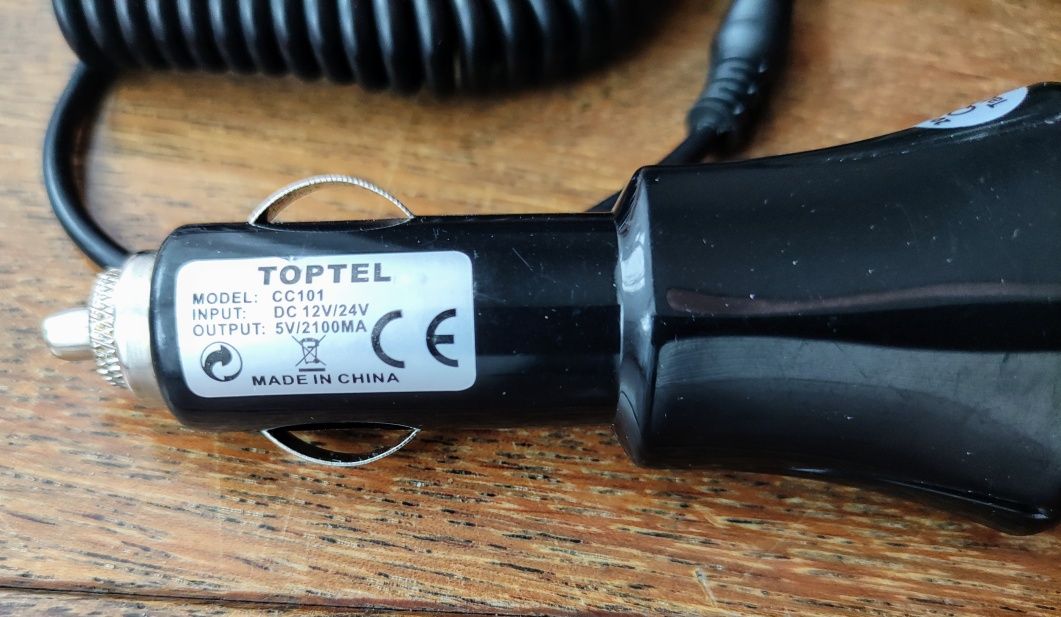 TOPTEL
MODEL: CC101
INPUT: DC 12V/24V
OUTPUT: 5V/2100MA
CE
MADE IN CHINA